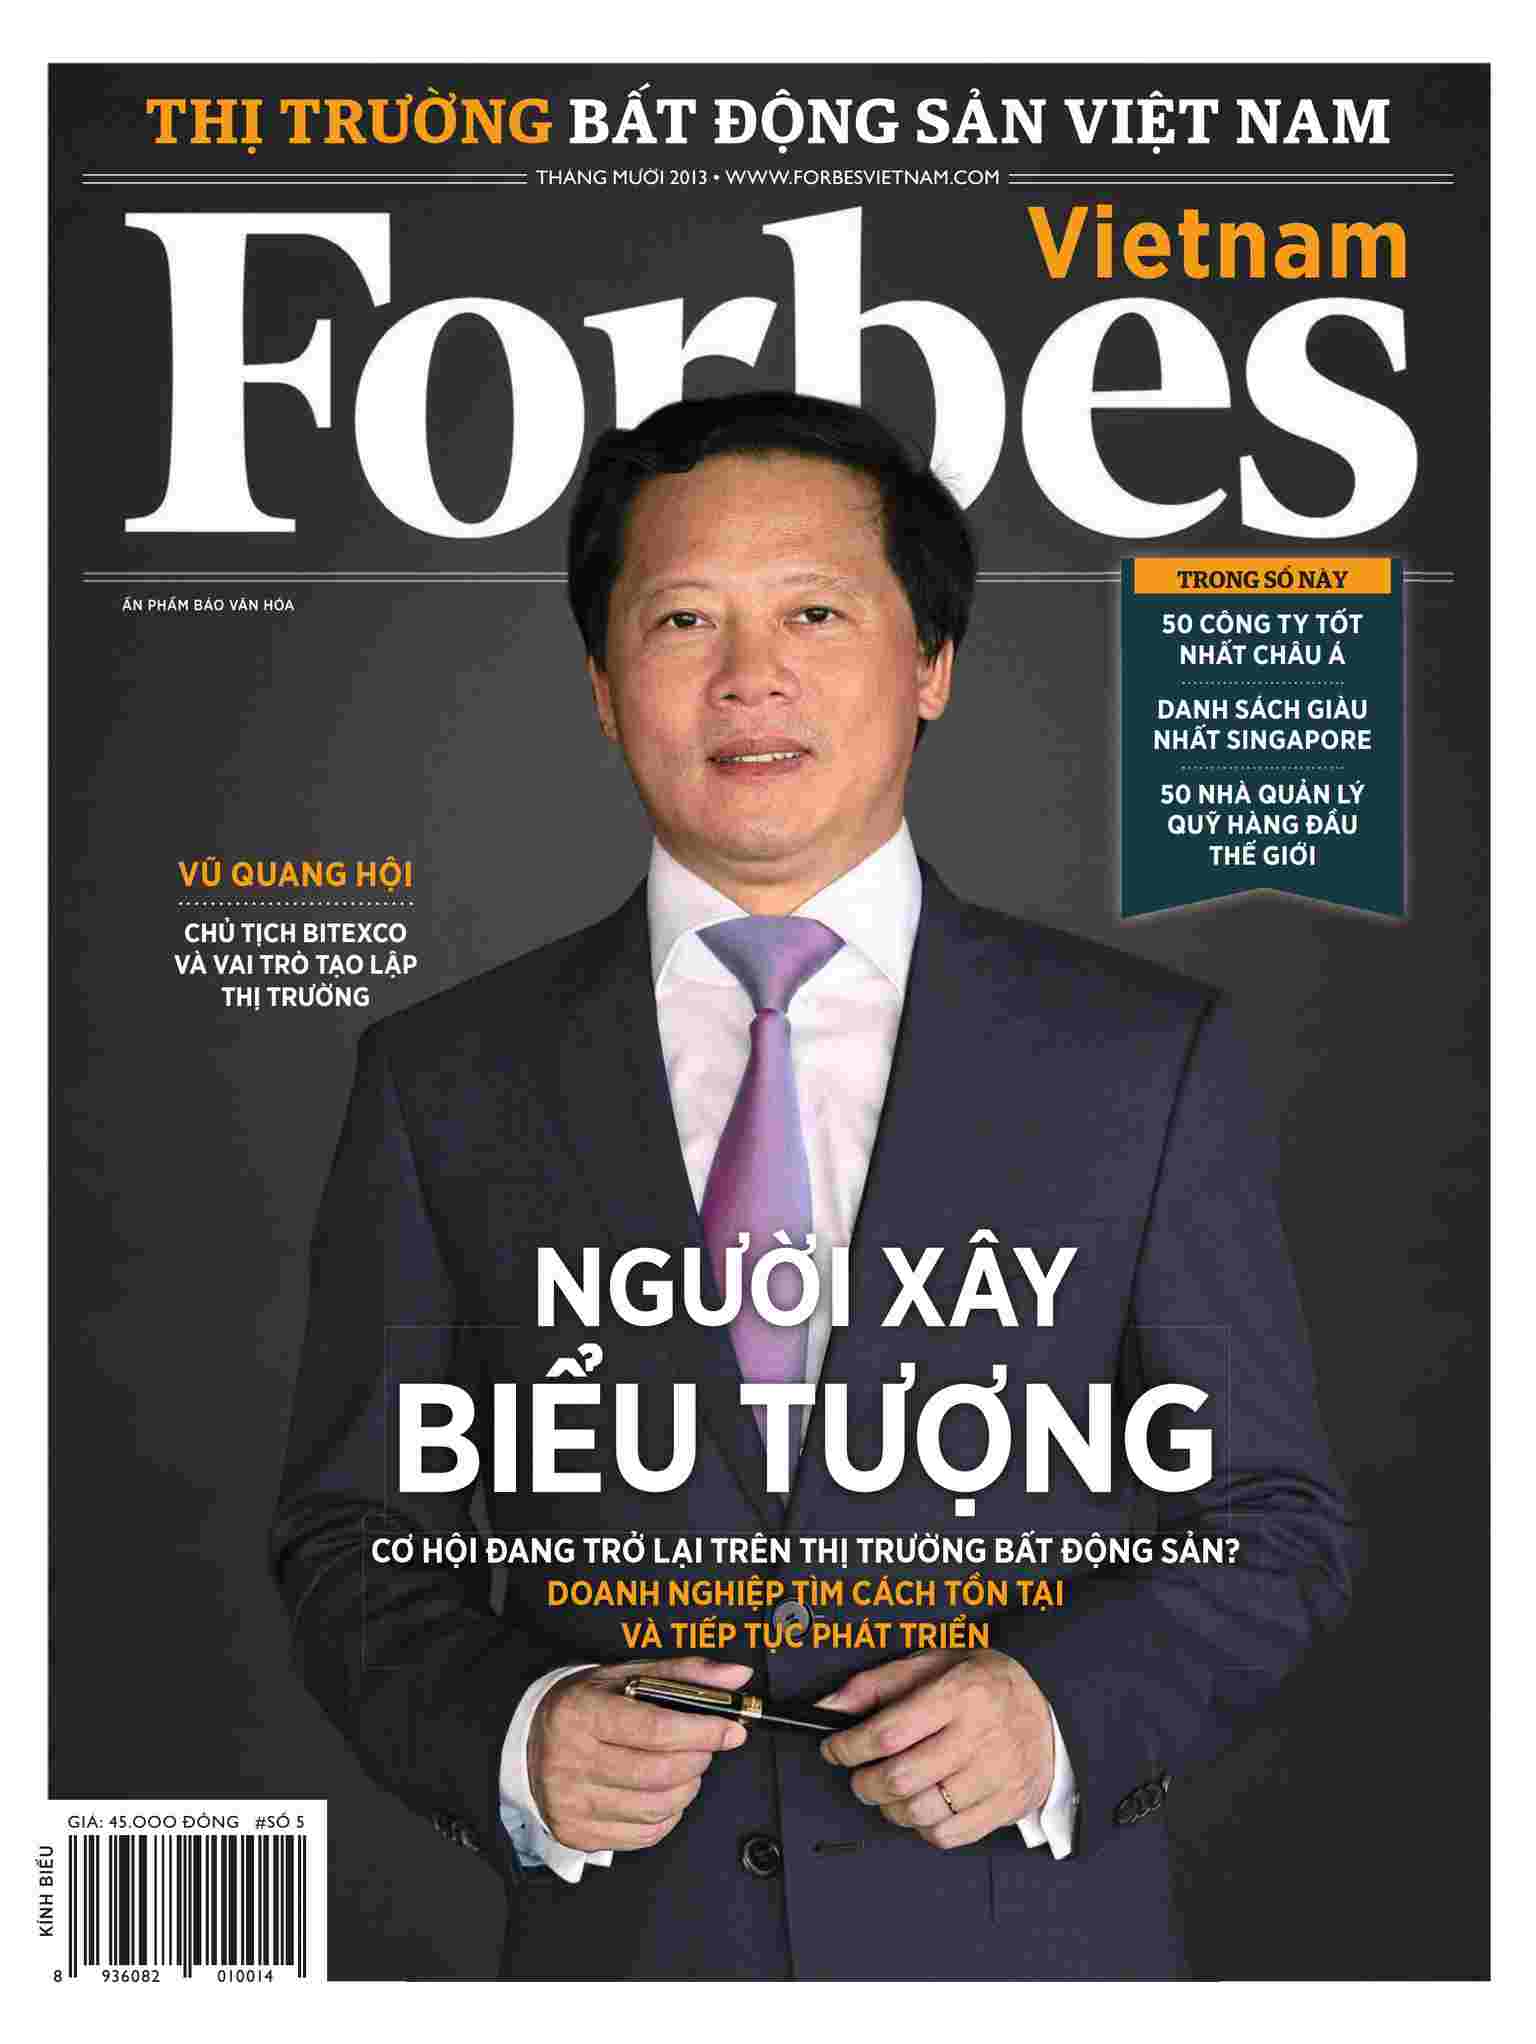 THỊ TRƯỜNG BẤT ĐỘNG SẢN VIỆT NAM
THÁNG MƯỜI 2013 • WWW.FORBESVIETNAM.COM
Forbes
Vietnam
ẤN PHẨM BÁO VĂN HÓA
TRONG SỐ NÀY
50 CÔNG TY TỐT
NHẤT CHÂU Á
DANH SÁCH GIÀU
NHẤT SINGAPORE
50 NHÀ QUẢN LÝ
QUỸ HÀNG ĐẦU
THẾ GIỚI
VŨ QUANG HỘI
CHỦ TỊCH BITEXCO
VÀ VAI TRÒ TẠO LẬP
THỊ TRƯỜNG
NGƯỜI XÂY
BIỂU TƯỢNG
CƠ HỘI ĐANG TRỞ LẠI TRÊN THỊ TRƯỜNG BẤT ĐỘNG SẢN?
DOANH NGHIỆP TÌM CÁCH TỒN TẠI
VÀ TIẾP TỤC PHÁT TRIỂN
GIÁ: 45.000 ĐỒNG #SỐ 5
KÍNH BIẾU
8 936082 010014